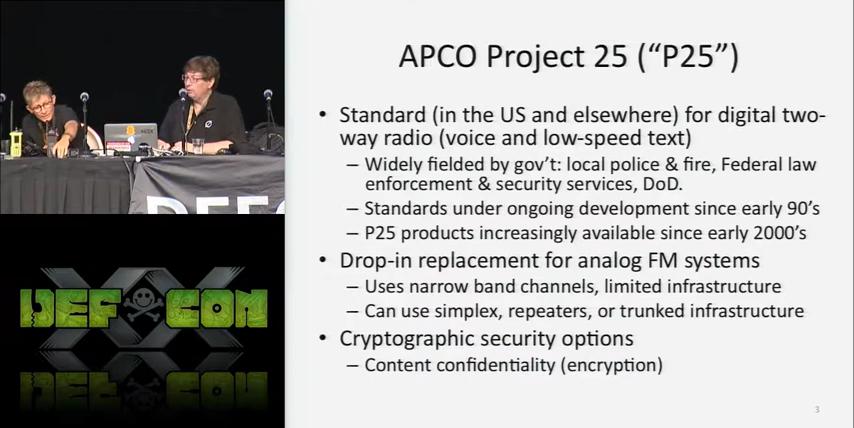 APCO Project 25 (“P25”)
• Standard (in the US and elsewhere) for digital two-
way radio (voice and low-speed text)
– Widely fielded by gov’t: local police & fire, Federal law
enforcement & security services, DoD.
– Standards under ongoing development since early 90’s
– P25 products increasingly available since early 2000’s
• Drop-in replacement for analog FM systems
– Uses narrow band channels, limited infrastructure
– Can use simplex, repeaters, or trunked infrastructure
• Cryptographic security options
– Content confidentiality (encryption)
3
DEF CON
XX